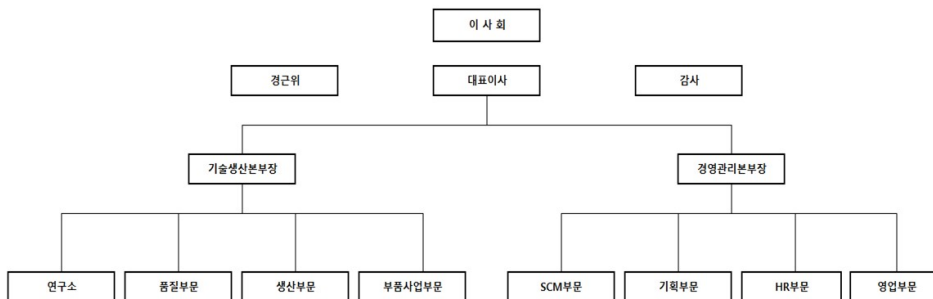 이 사 회
경근위
대표이사
감사
기술생산본부장
경영관리본부장
연구소
품질부문
생산부문
부품사업부문
SCM부문
기획부문
HR부문
영업부문